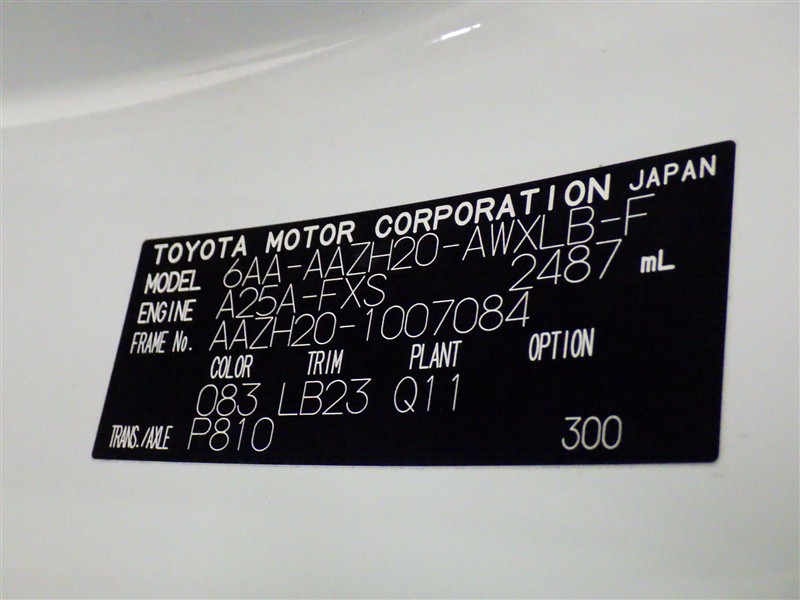 TOYOTA MOTOR CORPORATION JAPAN
MODEL 6AA-AAZH20-AWXLB-F
ENGINE A25A-FXS 2487 mL
FRAME No. AAZH20-1007084
COLOR TRIM PLANT OPTION
083 LB23 Q11
TRANS./AXLE P810 300